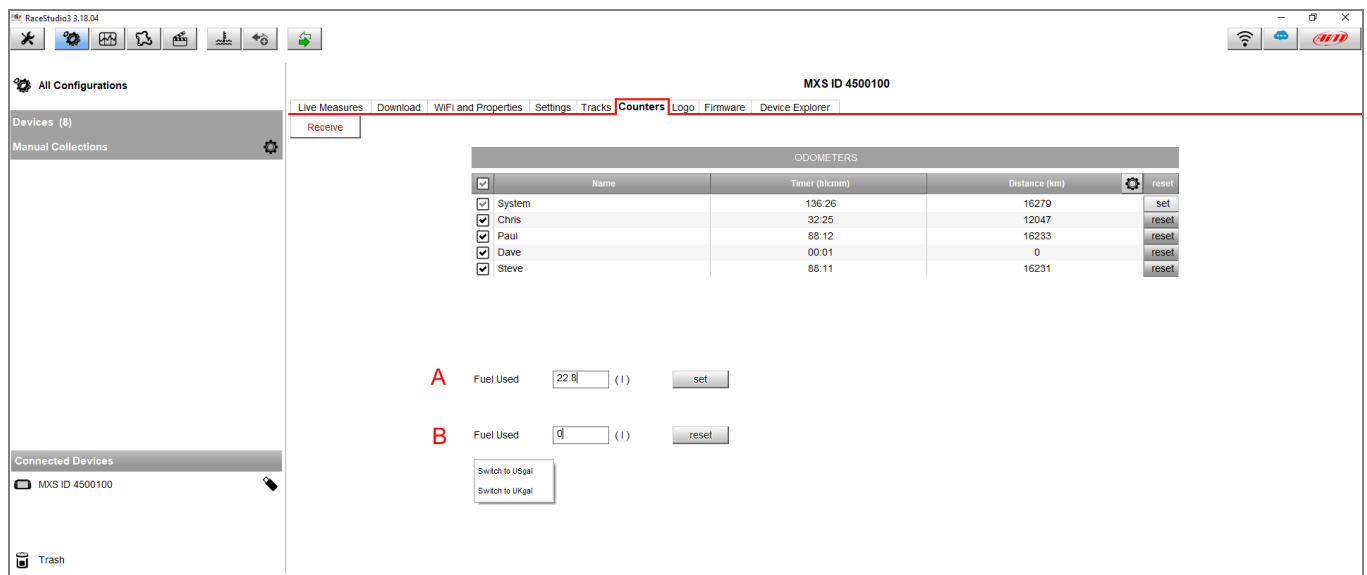 RaceStudio3 3.18.04
AiM
All Configurations
MXS ID 4500100
Live Measures Download WiFi and Properties Settings Tracks Counters Logo Firmware Device Explorer
Devices (8)
Receive
Manual Collections
ODOMETERS
Name Timer (hh:mm) Distance (km) reset
System 136:26 16279 set
Chris 32:25 12047 reset
Paul 88:12 16233 reset
Dave 00:01 0 reset
Steve 88:11 16231 reset
A Fuel Used 22.8 ( l ) set
B Fuel Used 0 ( l ) reset
Switch to USgal
Switch to UKgal
Connected Devices
MXS ID 4500100
Trash